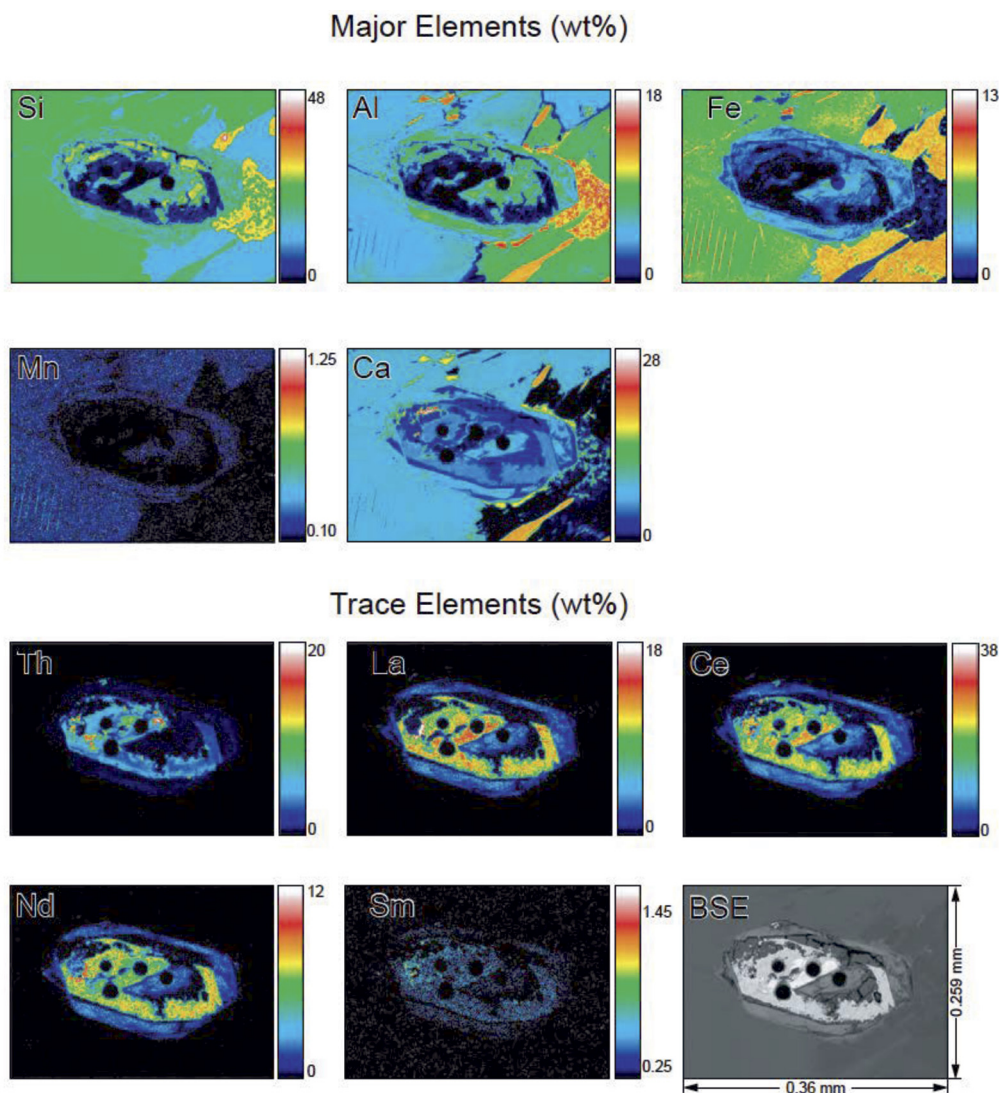 Major Elements (wt%)
Si
48
0
Al
18
0
Fe
13
0
Mn
1.25
0.10
Ca
28
0
Trace Elements (wt%)
Th
20
0
La
18
0
Ce
38
0
Nd
12
0
Sm
1.45
0.25
BSE
0.259 mm
0.36 mm